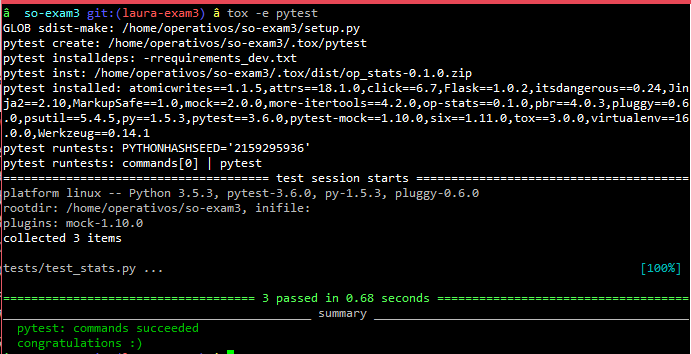 â  so-exam3 git:(laura-exam3) â tox -e pytest
GLOB sdist-make: /home/operativos/so-exam3/setup.py
pytest create: /home/operativos/so-exam3/.tox/pytest
pytest installdeps: -rrequirements_dev.txt
pytest inst: /home/operativos/so-exam3/.tox/dist/op_stats-0.1.0.zip
pytest installed: atomicwrites==1.1.5,attrs==18.1.0,click==6.7,Flask==1.0.2,itsdangerous==0.24,Jin
ja2==2.10,MarkupSafe==1.0,mock==2.0.0,more-itertools==4.2.0,op-stats==0.1.0,pbr==4.0.3,pluggy==0.6
.0,psutil==5.4.5,py==1.5.3,pytest==3.6.0,pytest-mock==1.10.0,six==1.11.0,tox==3.0.0,virtualenv==16
.0.0,Werkzeug==0.14.1
pytest runtests: PYTHONHASHSEED='2159295936'
pytest runtests: commands[0] | pytest
===================================== test session starts =====================================
platform linux -- Python 3.5.3, pytest-3.6.0, py-1.5.3, pluggy-0.6.0
rootdir: /home/operativos/so-exam3, inifile:
plugins: mock-1.10.0
collected 3 items
tests/test_stats.py ... [100%]
=================================== 3 passed in 0.68 seconds ===================================
___________________________________________ summary ___________________________________________
pytest: commands succeeded
congratulations :)